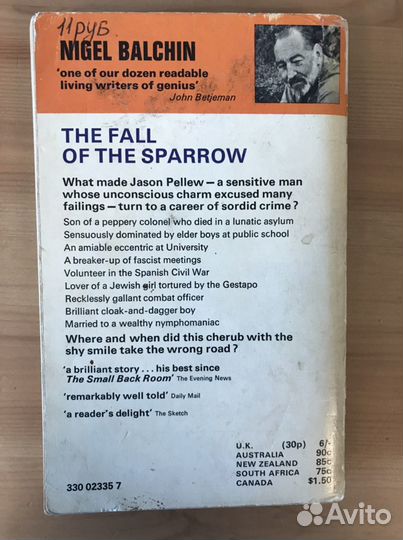 11 руб.
NIGEL BALCHIN
'one of our dozen readable
living writers of genius'
John Betjeman
THE FALL
OF THE SPARROW
What made Jason Pellew – a sensitive man
whose unconscious charm excused many
failings – turn to a career of sordid crime?
Son of a peppery colonel who died in a lunatic asylum
Sensuously dominated by elder boys at public school
An amiable eccentric at University
A breaker-up of fascist meetings
Volunteer in the Spanish Civil War
Lover of a Jewish girl tortured by the Gestapo
Recklessly gallant combat officer
Brilliant cloak-and-dagger boy
Married to a wealthy nymphomaniac
Where and when did this cherub with the
shy smile take the wrong road?
'a brilliant story . . . his best since
The Small Back Room' The Evening News
'remarkably well told' Daily Mail
'a reader's delight' The Sketch
U.K. (30p) 6/-
AUSTRALIA 90c
NEW ZEALAND 85c
SOUTH AFRICA 75c
CANADA $1.50
330 02335 7
Avito